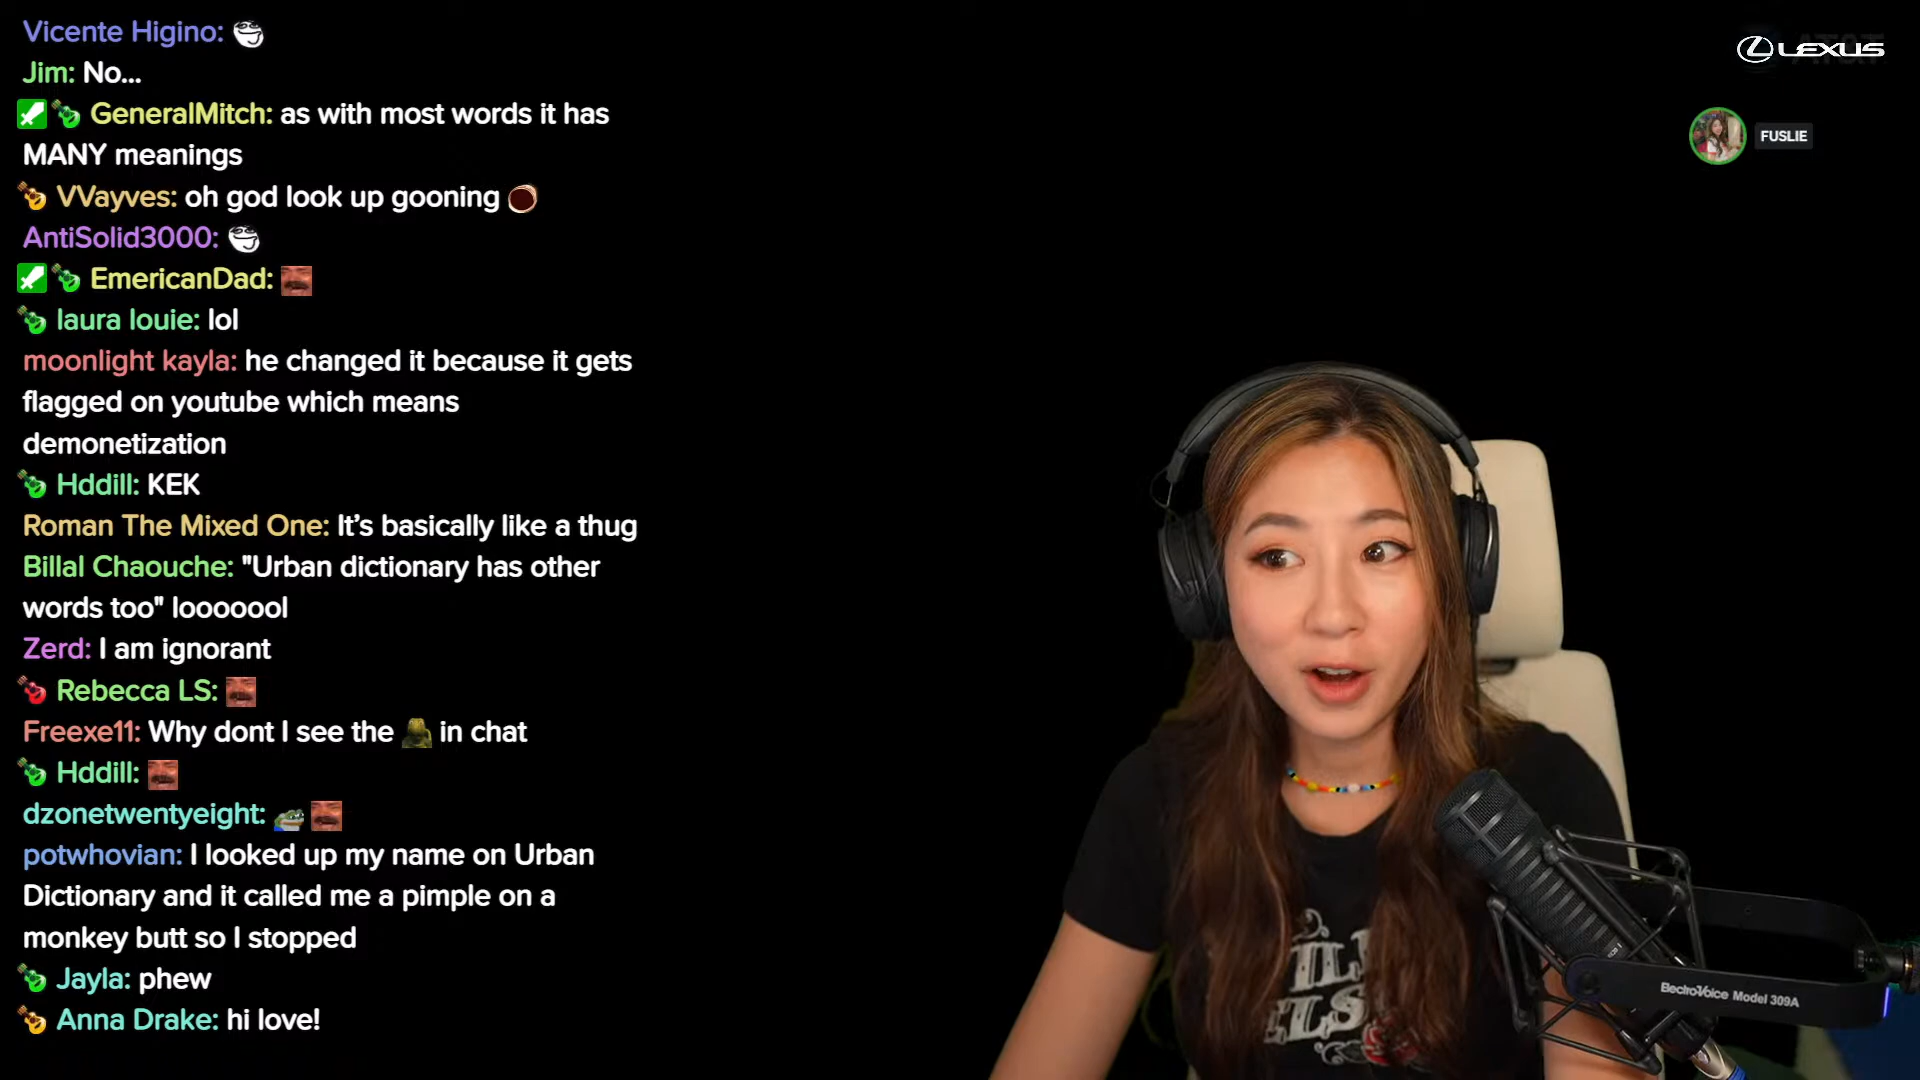 Vicente Higino:
Jim: No...
GeneralMitch: as with most words it has
MANY meanings
VVayves: oh god look up gooning
AntiSolid3000:
EmericanDad:
laura louie: lol
moonlight kayla: he changed it because it gets
flagged on youtube which means
demonetization
Hddill: KEK
Roman The Mixed One: It's basically like a thug
Billal Chaouche: "Urban dictionary has other
words too" looooool
Zerd: I am ignorant
Rebecca LS:
Freexe11: Why dont I see the in chat
Hddill:
dzonetwentyeight:
potwhovian: I looked up my name on Urban
Dictionary and it called me a pimple on a
monkey butt so I stopped
Jayla: phew
Anna Drake: hi love!
LEXUS
FUSLIE
ElectroVoice Model 309A